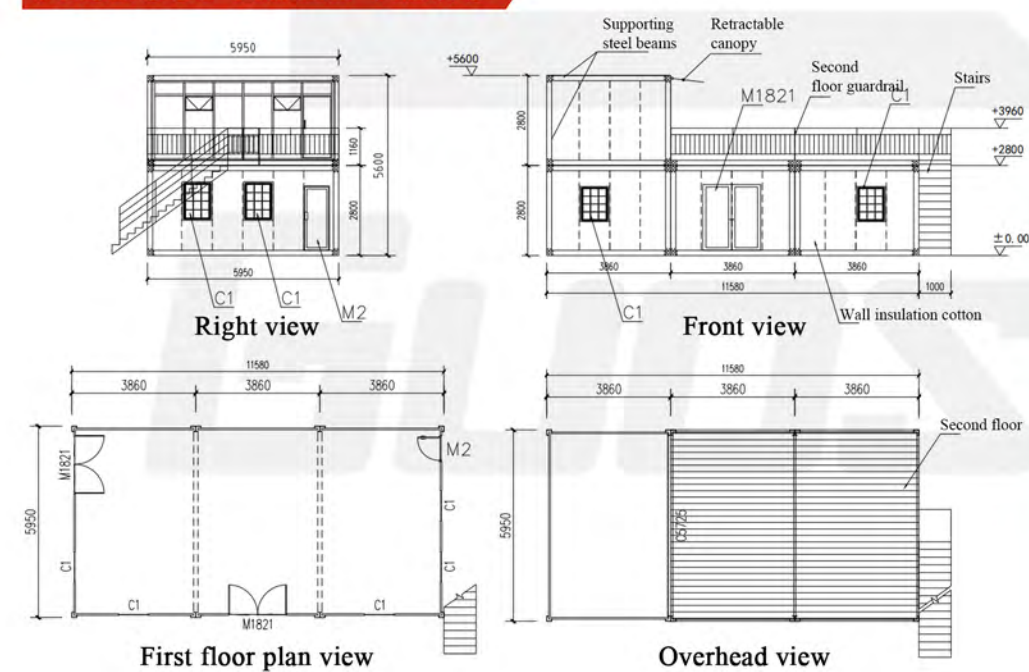 5950
1160
5600
2800
5950
C1
C1
M2
Right view
Supporting
steel beams
Retractable
canopy
+5600
M1821
Second
floor guardrail
C1
Stairs
+3960
+2800
2800
2800
±0.00
3860
3860
3860
11580
1000
C1
Wall insulation cotton
Front view
11580
3860
3860
3860
M1821
M2
5950
C1
C1
C1
C1
M1821
C1
First floor plan view
11580
3860
3860
3860
Second floor
5950
C5725
Overhead view